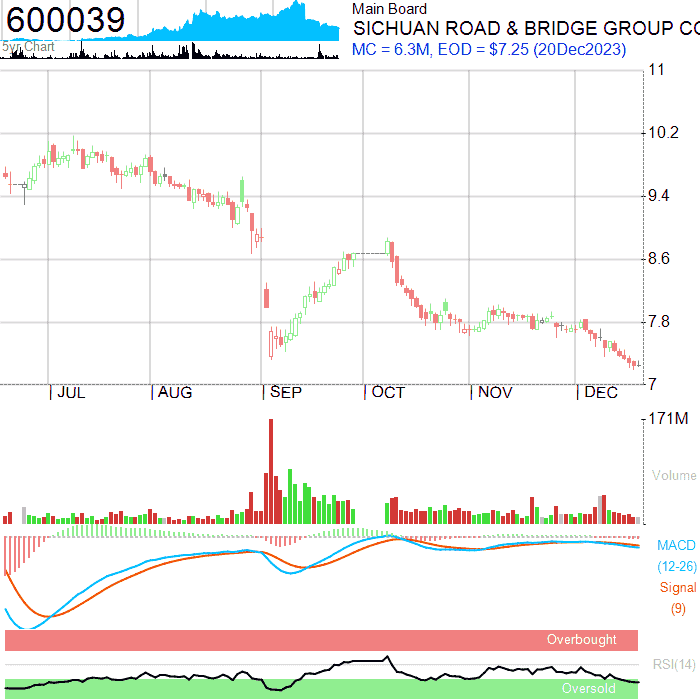 600039
5yr Chart
Main Board
SICHUAN ROAD & BRIDGE GROUP CO
MC = 6.3M, EOD = $7.25 (20Dec2023)
11
10.2
9.4
8.6
7.8
7
JUL AUG SEP OCT NOV DEC
171M
Volume
MACD
(12-26)
Signal
(9)
Overbought
RSI(14)
Oversold